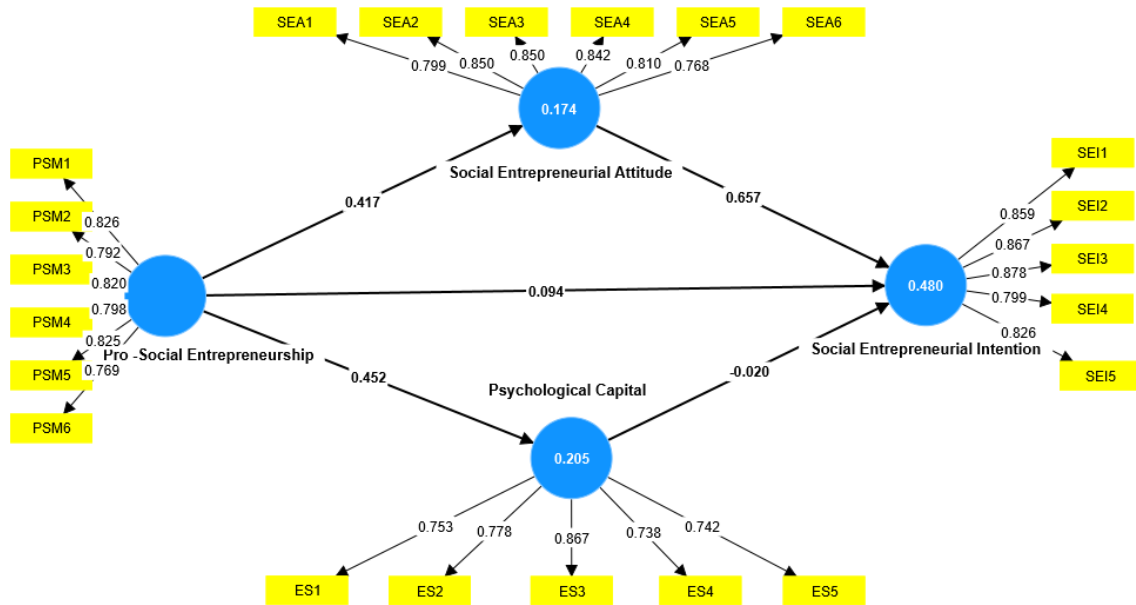 SEA1 SEA2 SEA3 SEA4 SEA5 SEA6
0.799 0.850 0.850 0.842 0.810 0.768
0.174
Social Entrepreneurial Attitude
PSM1
PSM2
PSM3
PSM4
PSM5
PSM6
0.826
0.792
0.820
0.798
0.825
0.769
Pro -Social Entrepreneurship
0.417
0.657
0.094
0.452
-0.020
SEI1
SEI2
SEI3
SEI4
SEI5
0.859
0.867
0.878
0.799
0.826
0.480
Social Entrepreneurial Intention
Psychological Capital
0.205
0.753 0.778 0.867 0.738 0.742
ES1 ES2 ES3 ES4 ES5